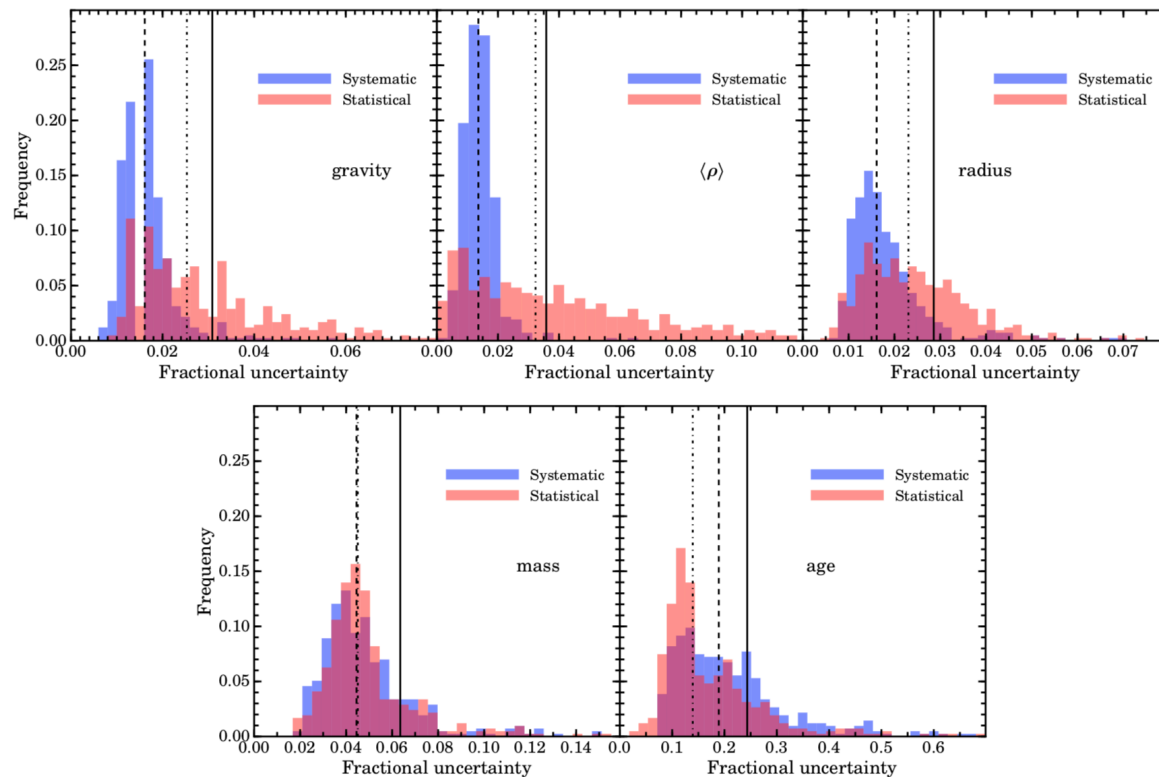 0.25
0.20
0.15
0.10
0.05
0.00
Frequency
Systematic
Statistical
gravity
0.00 0.02 0.04 0.06
Fractional uncertainty
Systematic
Statistical
⟨ρ⟩
0.00 0.04 0.06 0.08 0.10
Fractional uncertainty
Systematic
Statistical
radius
0.00 0.01 0.02 0.03 0.04 0.05 0.06 0.07
Fractional uncertainty
0.25
0.20
0.15
0.10
0.05
0.00
Frequency
Systematic
Statistical
mass
0.00 0.02 0.04 0.06 0.08 0.10 0.12 0.14
Fractional uncertainty
Systematic
Statistical
age
0.0 0.1 0.2 0.3 0.4 0.5 0.6
Fractional uncertainty